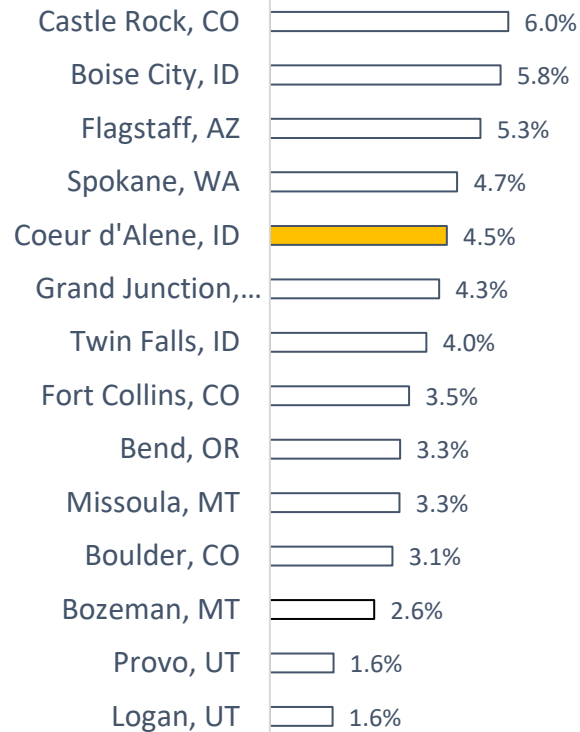 Castle Rock, CO 6.0%
Boise City, ID 5.8%
Flagstaff, AZ 5.3%
Spokane, WA 4.7%
Coeur d'Alene, ID 4.5%
Grand Junction,... 4.3%
Twin Falls, ID 4.0%
Fort Collins, CO 3.5%
Bend, OR 3.3%
Missoula, MT 3.3%
Boulder, CO 3.1%
Bozeman, MT 2.6%
Provo, UT 1.6%
Logan, UT 1.6%